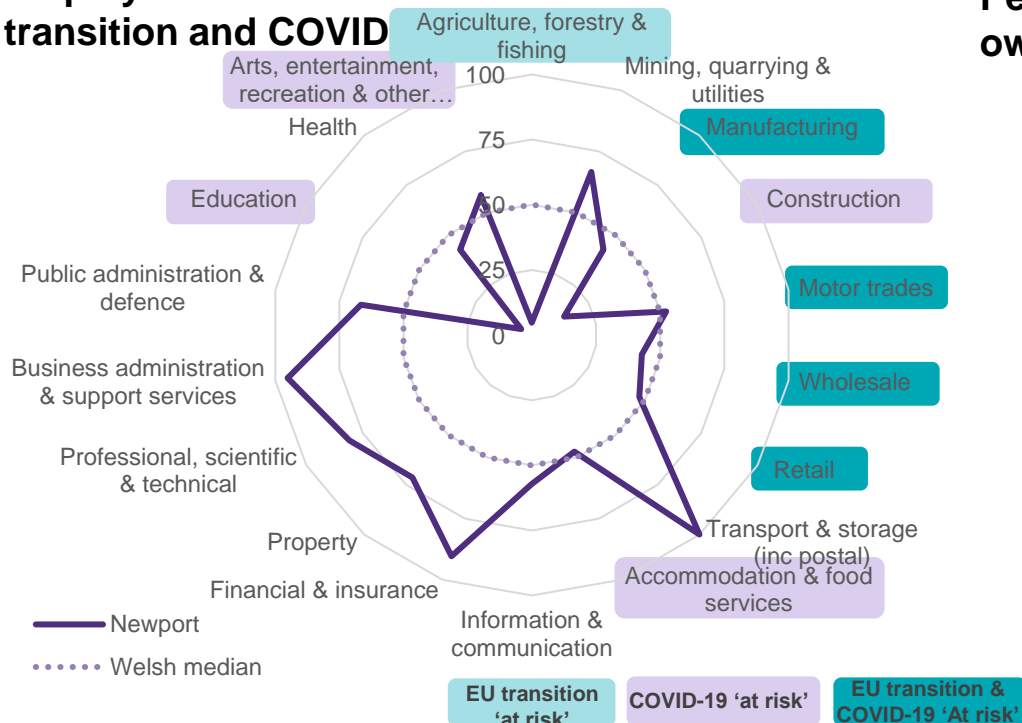 transition and COVID
Agriculture, forestry &
fishing
Arts, entertainment,
recreation & other…
Mining, quarrying &
utilities
Health
Manufacturing
Education
Construction
Public administration &
defence
Motor trades
Business administration
& support services
Wholesale
Professional, scientific
& technical
Retail
Property
Transport & storage
(inc postal)
Financial & insurance
Accommodation & food
services
Information &
communication
100
75
50
25
0
Newport
Welsh median
EU transition
'at risk'
COVID-19 'at risk'
EU transition &
COVID-19 'At risk'